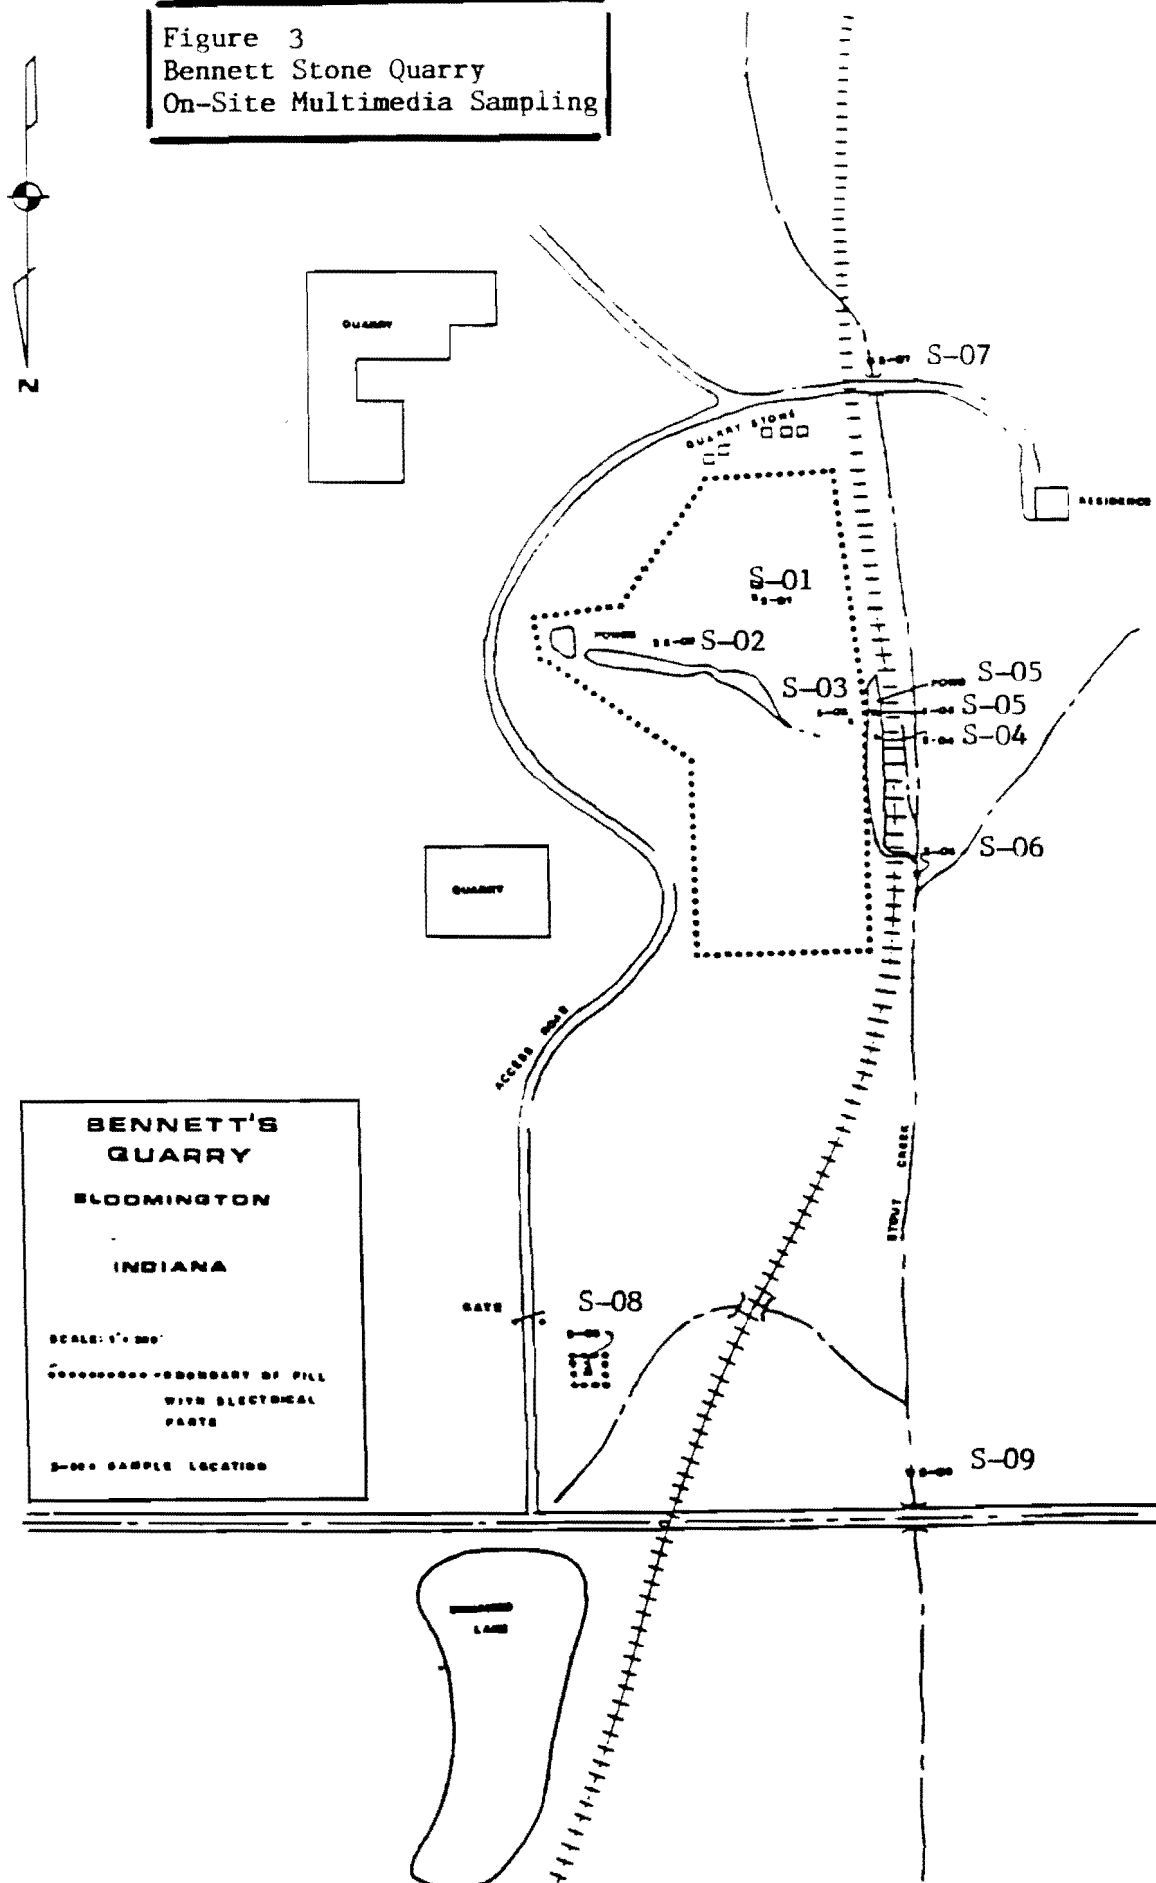 Figure 3
Bennett Stone Quarry
On-Site Multimedia Sampling
N
QUARRY
S-07 S-07
QUARRY STONE
RESIDENCE
S-01
S-01
S-02
S-05
S-03
S-05
S-04
S-06
QUARRY
ACCESS ROAD
STOUT CREEK
BENNETT'S
QUARRY
BLOOMINGTON
INDIANA
GATE
S-08
BOUNDARY OF FILL
WITH ELECTRICAL
PARTS
SAMPLE LOCATION
S-09
LAKE